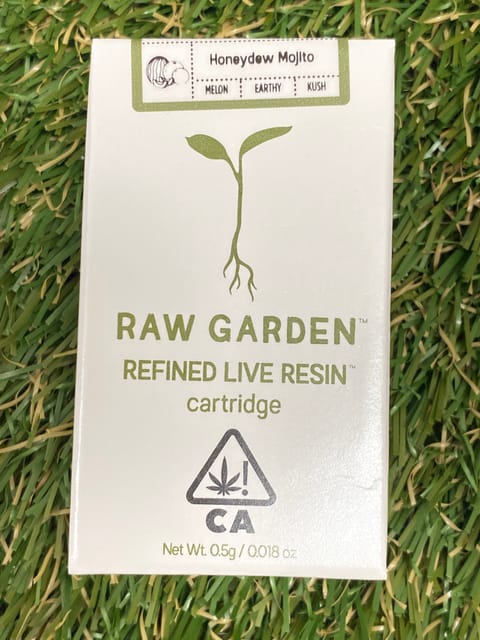 Honeydew Mojito
MELON EARTHY KUSH
RAW GARDEN™
REFINED LIVE RESIN™
cartridge
!
CA
Net Wt. 0.5g / 0.018 oz